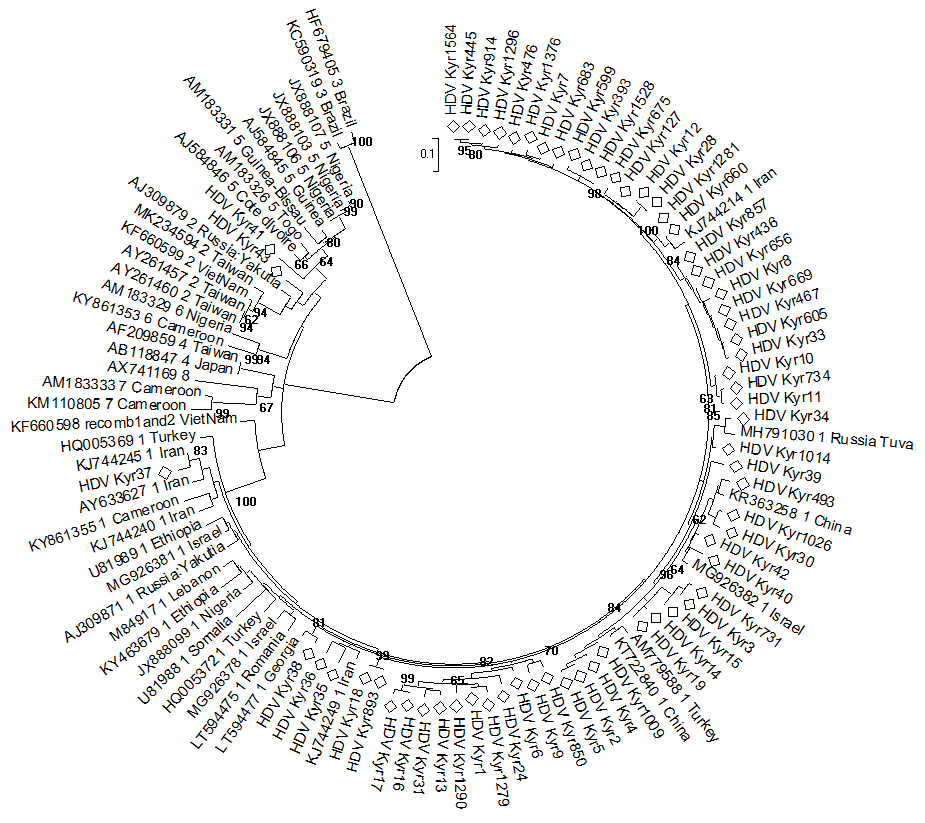 HDV Kyr1564
HDV Kyr445
HDV Kyr914
HDV Kyr1296
HDV Kyr476
HDV Kyr1376
HDV Kyr7
HDV Kyr683
HDV Kyr599
HDV Kyr393
HDV Kyr1528
HDV Kyr675
HDV Kyr127
HDV Kyr12
HDV Kyr28
HDV Kyr1281
HDV Kyr660
KJ744214 1 Iran
HDV Kyr857
HDV Kyr436
HDV Kyr656
HDV Kyr8
HDV Kyr669
HDV Kyr467
HDV Kyr605
HDV Kyr33
HDV Kyr10
HDV Kyr734
HDV Kyr11
HDV Kyr34
MH791030 1 Russia Tuva
HDV Kyr1014
HDV Kyr39
HDV Kyr493
KR363258 1 China
HDV Kyr1026
HDV Kyr30
HDV Kyr42
HDV Kyr40
MG926382 1 Israel
HDV Kyr731
HDV Kyr3
HDV Kyr15
HDV Kyr14
HDV Kyr19
AM779588 1 Turkey
KT722840 1 China
HDV Kyr1009
HDV Kyr4
HDV Kyr2
HDV Kyr5
HDV Kyr850
HDV Kyr9
HDV Kyr6
HDV Kyr24
HDV Kyr1279
HDV Kyr1
HDV Kyr1290
HDV Kyr13
HDV Kyr31
HDV Kyr16
HDV Kyr17
HDV Kyr893
HDV Kyr18
KJ744249 1 Iran
HDV Kyr35
HDV Kyr36
HDV Kyr38
LT594477 1 Georgia
LT594475 1 Romania
MG926378 1 Israel
HQ005372 1 Turkey
U81988 1 Somalia
JX888099 1 Nigeria
KY463679 1 Ethiopia
M84917 1 Lebanon
AJ309871 1 Russia:Yakutia
MG926381 1 Israel
U81989 1 Ethiopia
KJ744240 1 Iran
KY861355 1 Cameroon
AY633627 1 Iran
HDV Kyr37
KJ744245 1 Iran
HQ005369 1 Turkey
KF660598 recomb1and2 VietNam
KM110805 7 Cameroon
AM183333 7 Cameroon
AX741169 8
AB118847 4 Japan
AF209859 4 Taiwan
KY861353 6 Cameroon
AM183329 6 Nigeria
AY261460 2 Taiwan
AY261457 2 Taiwan
KF660599 2 VietNam
MK234594 2 Taiwan
AJ309879 2 Russia:Yakutia
HDV Kyr43
HDV Kyr41
AJ584846 5 Cote dIvoire
AM183326 5 Togo
AM183331 5 Guinea-Bissau
AJ584845 5 Guinea
JX888106 5 Nigeria
JX888103 5 Nigeria
JX888107 5 Nigeria
KC590319 3 Brazil
HF679405 3 Brazil
0.1
95
80
98
100
84
63
81
85
62
64
96
84
70
82
65
99
99
81
100
83
99
67
99
94
94
94
66
64
80
99
90
100